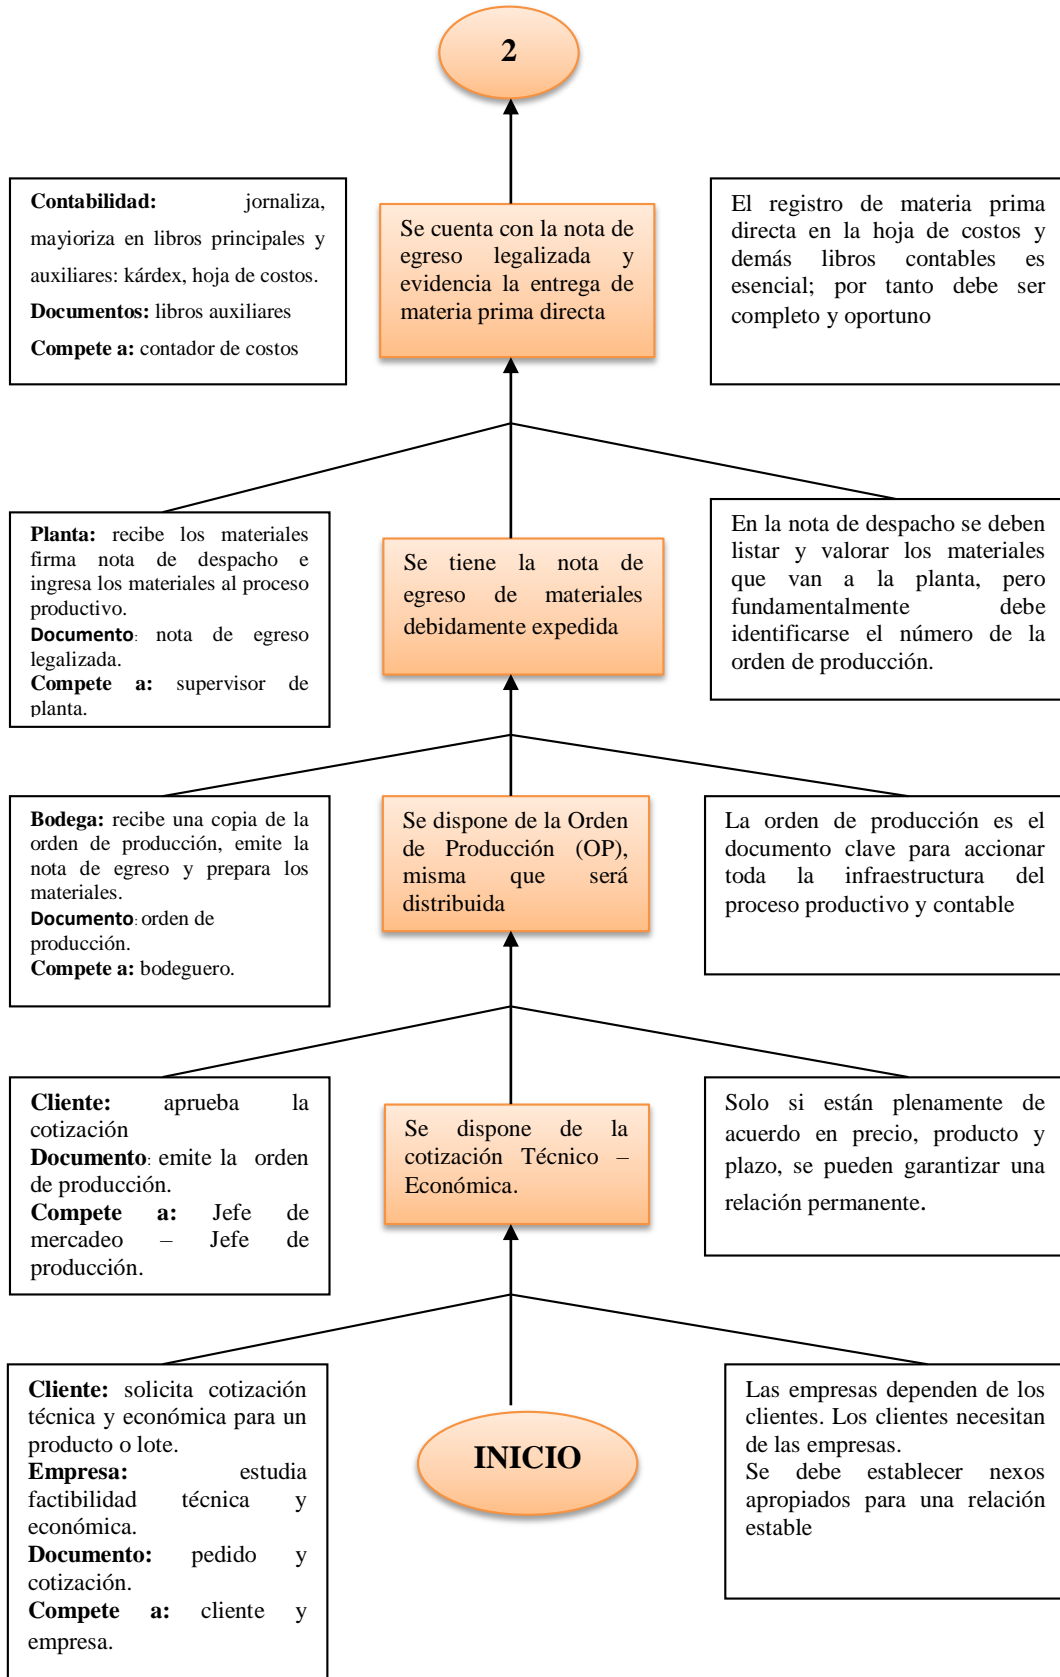 2
Contabilidad: jornaliza,
mayioriza en libros principales y
auxiliares: kárdex, hoja de costos.
Documentos: libros auxiliares
Compete a: contador de costos
Se cuenta con la nota de
egreso legalizada y
evidencia la entrega de
materia prima directa
El registro de materia prima
directa en la hoja de costos y
demás libros contables es
esencial; por tanto debe ser
completo y oportuno
Planta: recibe los materiales
firma nota de despacho e
ingresa los materiales al proceso
productivo.
Documento: nota de egreso
legalizada.
Compete a: supervisor de
planta.
Se tiene la nota de
egreso de materiales
debidamente expedida
En la nota de despacho se deben
listar y valorar los materiales
que van a la planta, pero
fundamentalmente debe
identificarse el número de la
orden de producción.
Bodega: recibe una copia de la
orden de producción, emite la
nota de egreso y prepara los
materiales.
Documento: orden de
producción.
Compete a: bodeguero.
Se dispone de la Orden
de Producción (OP),
misma que será
distribuida
La orden de producción es el
documento clave para accionar
toda la infraestructura del
proceso productivo y contable
Cliente: aprueba la
cotización
Documento: emite la orden
de producción.
Compete a: Jefe de
mercadeo – Jefe de
producción.
Se dispone de la
cotización Técnico –
Económica.
Solo si están plenamente de
acuerdo en precio, producto y
plazo, se pueden garantizar una
relación permanente.
Cliente: solicita cotización
técnica y económica para un
producto o lote.
Empresa: estudia
factibilidad técnica y
económica.
Documento: pedido y
cotización.
Compete a: cliente y
empresa.
INICIO
Las empresas dependen de los
clientes. Los clientes necesitan
de las empresas.
Se debe establecer nexos
apropiados para una relación
estable